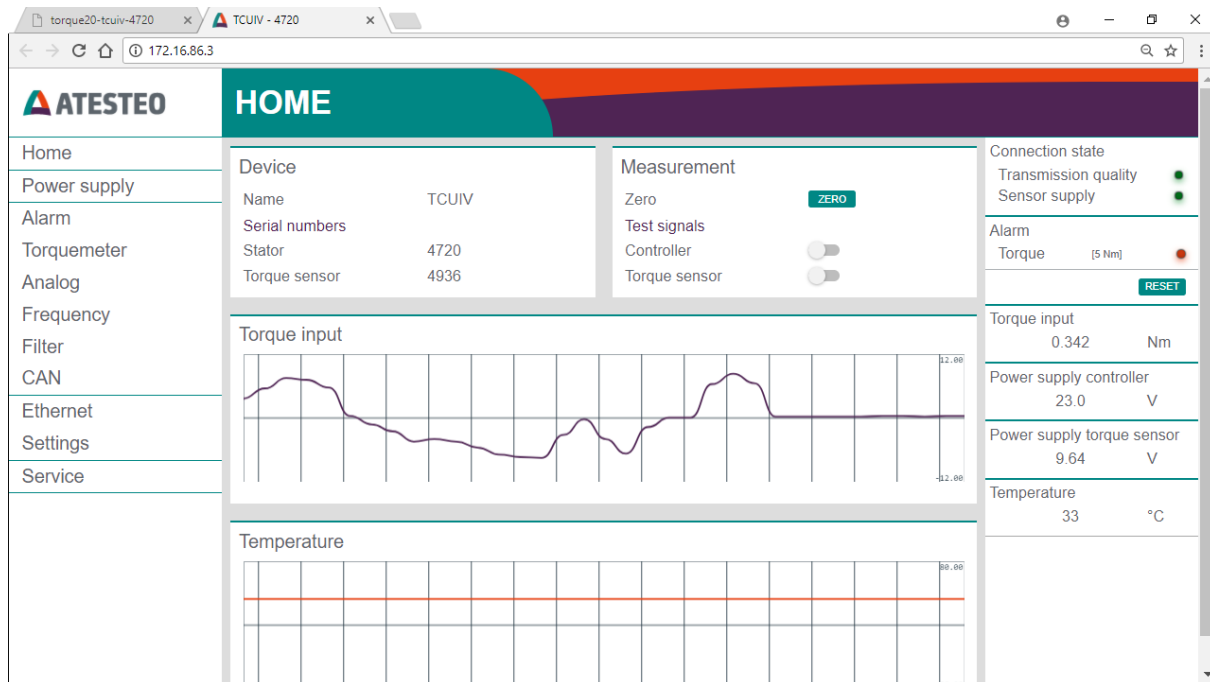 torque20-tcuiv-4720
TCUIV - 4720
172.16.86.3
ATESTEO
HOME
Home
Power supply
Alarm
Torquemeter
Analog
Frequency
Filter
CAN
Ethernet
Settings
Service
Device
Name TCUIV
Serial numbers
Stator 4720
Torque sensor 4936
Measurement
Zero ZERO
Test signals
Controller
Torque sensor
Torque input
12.00
-12.00
Temperature
80.00
Connection state
Transmission quality
Sensor supply
Alarm
Torque [5 Nm]
RESET
Torque input
0.342 Nm
Power supply controller
23.0 V
Power supply torque sensor
9.64 V
Temperature
33 °C